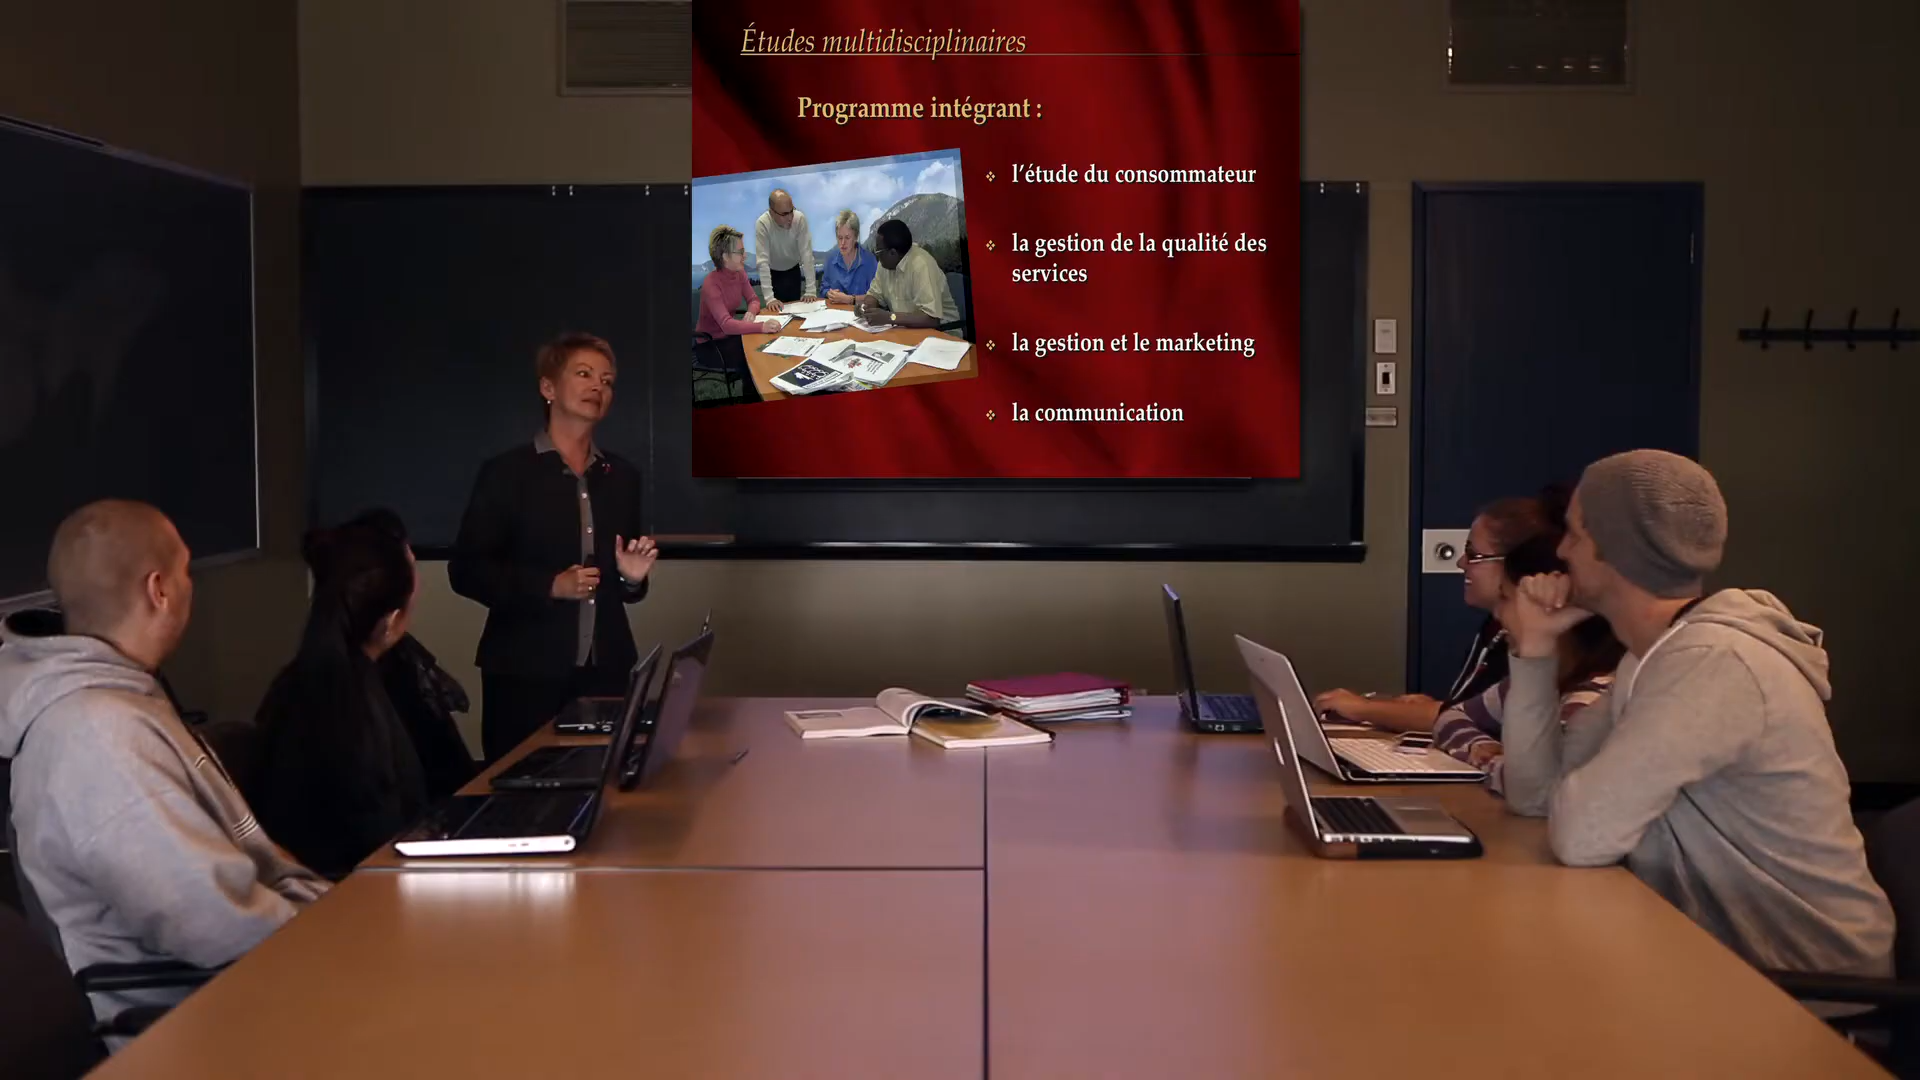 Études multidisciplinaires
Programme intégrant :
l'étude du consommateur
la gestion de la qualité des
services
la gestion et le marketing
la communication